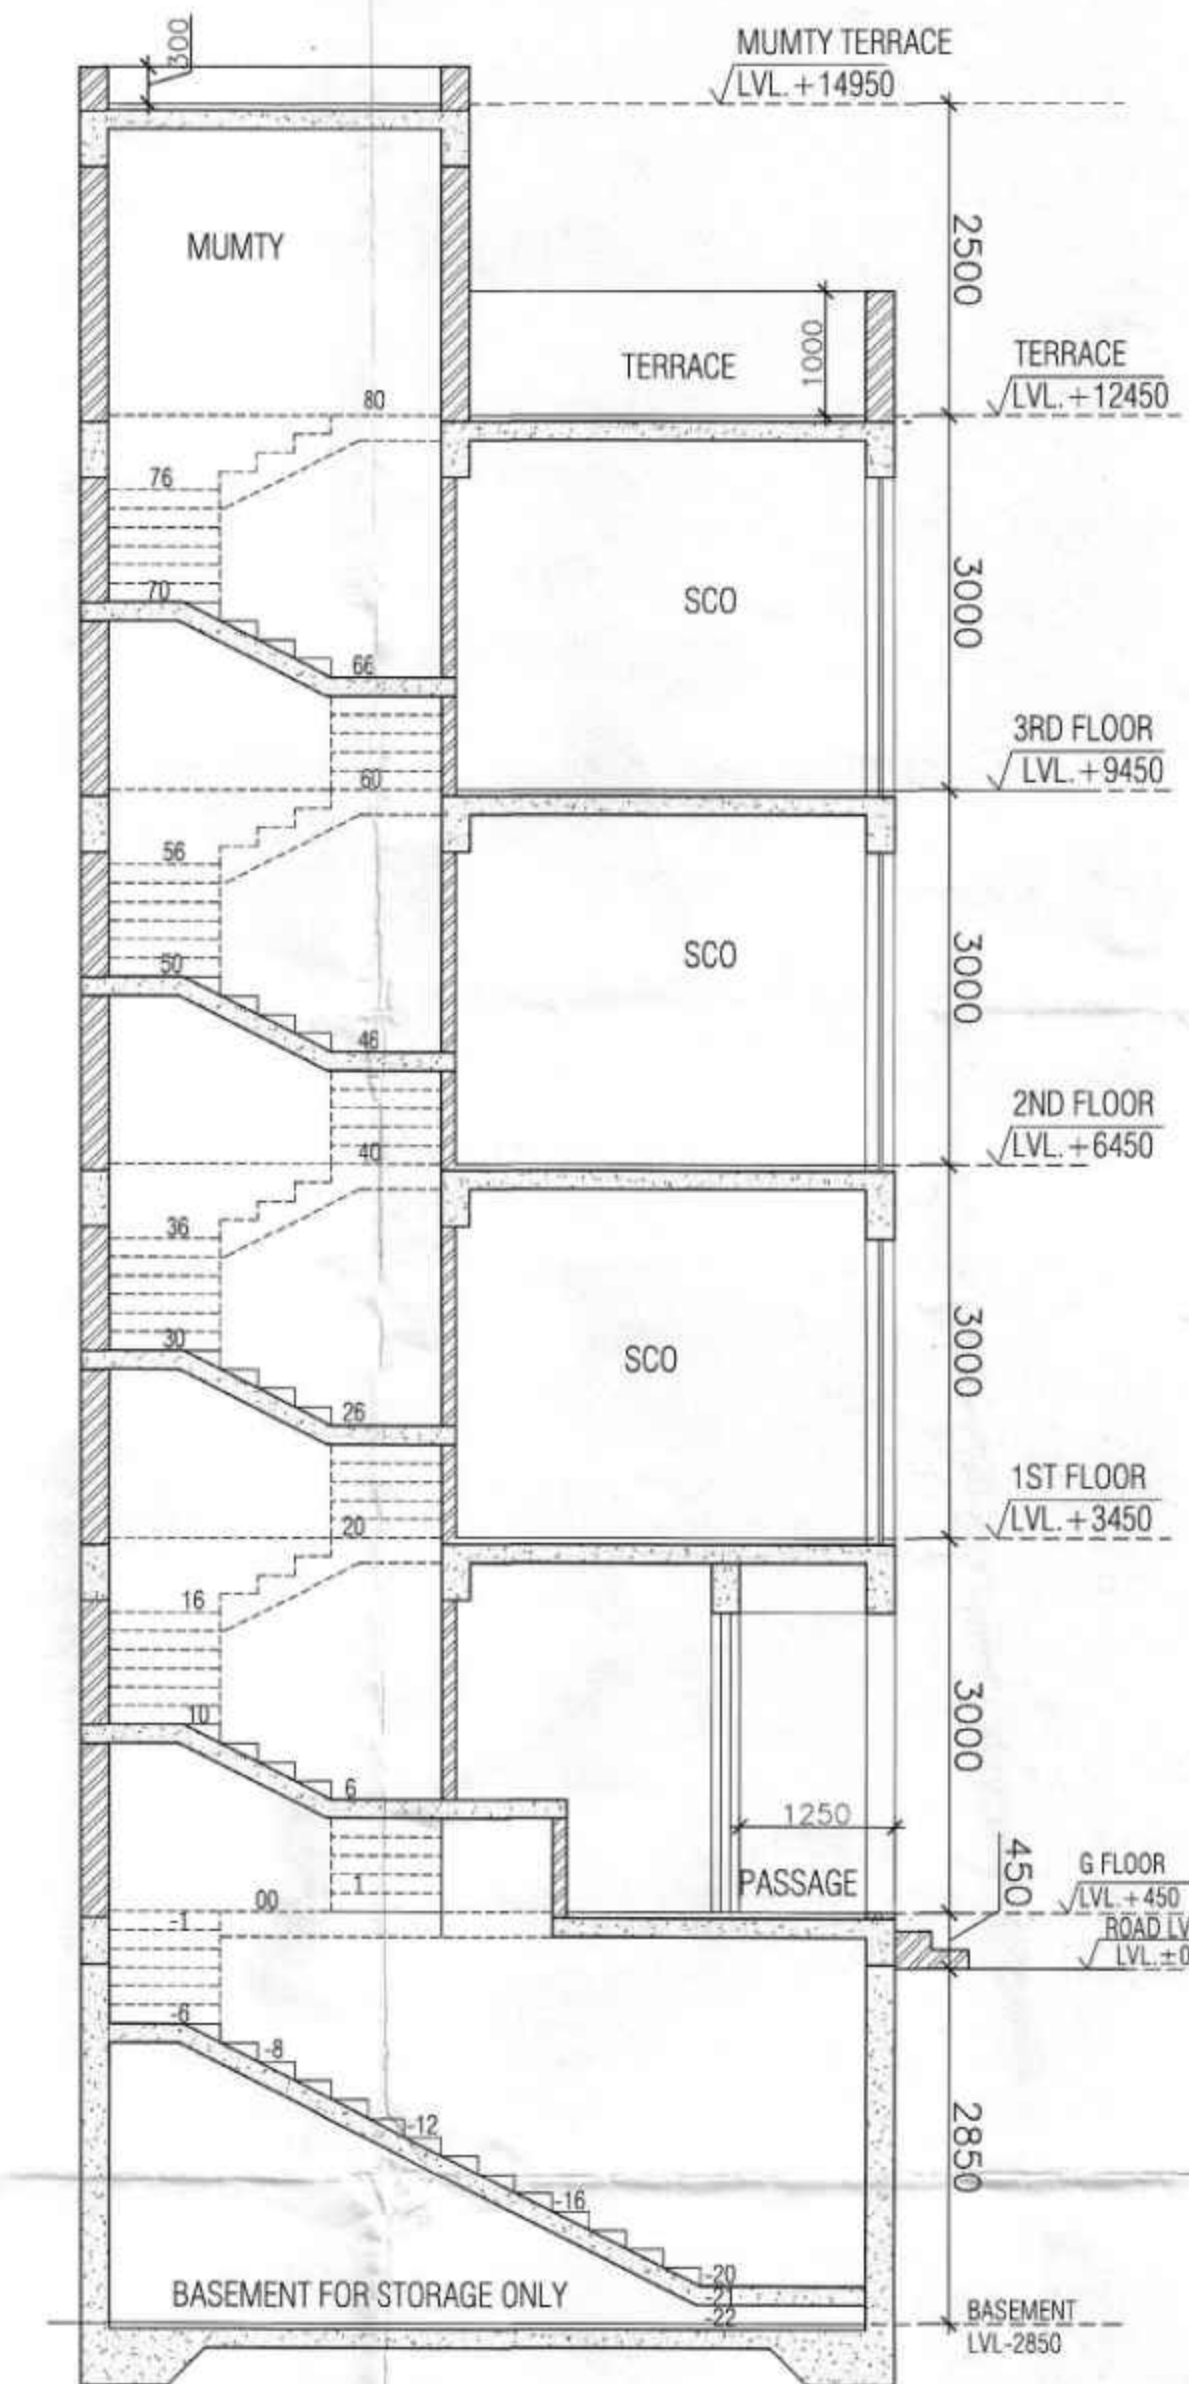 300
MUMTY TERRACE
LVL.+14950
MUMTY
2500
1000
TERRACE
TERRACE
LVL.+12450
80
76
SCO
3000
70
66
3RD FLOOR
LVL.+9450
60
56
SCO
3000
50
46
2ND FLOOR
LVL.+6450
40
36
SCO
3000
30
26
1ST FLOOR
LVL.+3450
20
16
3000
10
6
1250
450
G FLOOR
LVL.+450
PASSAGE
1
00
-1
ROAD LV
LVL.±0
-6
-8
-12
2850
-16
-20
-21
-22
BASEMENT FOR STORAGE ONLY
BASEMENT
LVL-2850